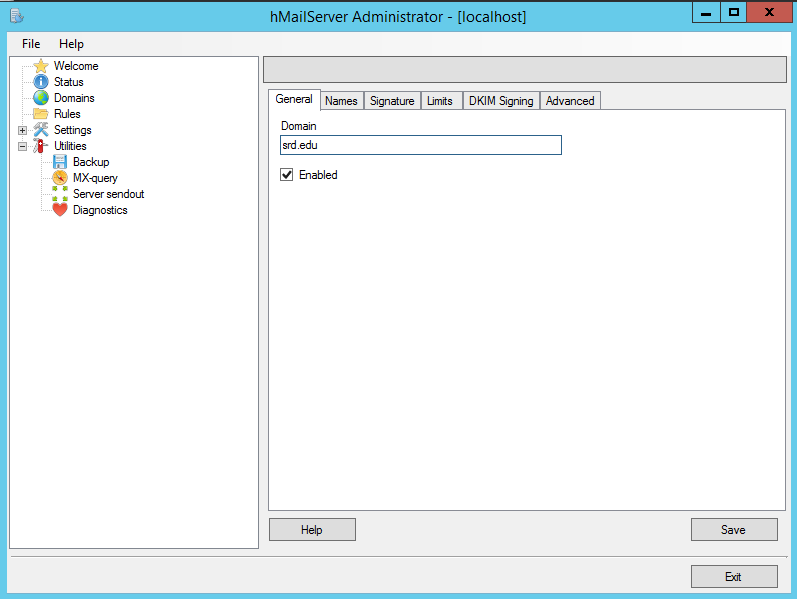 hMailServer Administrator - [localhost]
File Help
Welcome
Status
Domains
Rules
Settings
Utilities
Backup
MX-query
Server sendout
Diagnostics
General Names Signature Limits DKIM Signing Advanced
Domain
srd.edu
Enabled
Help Save
Exit